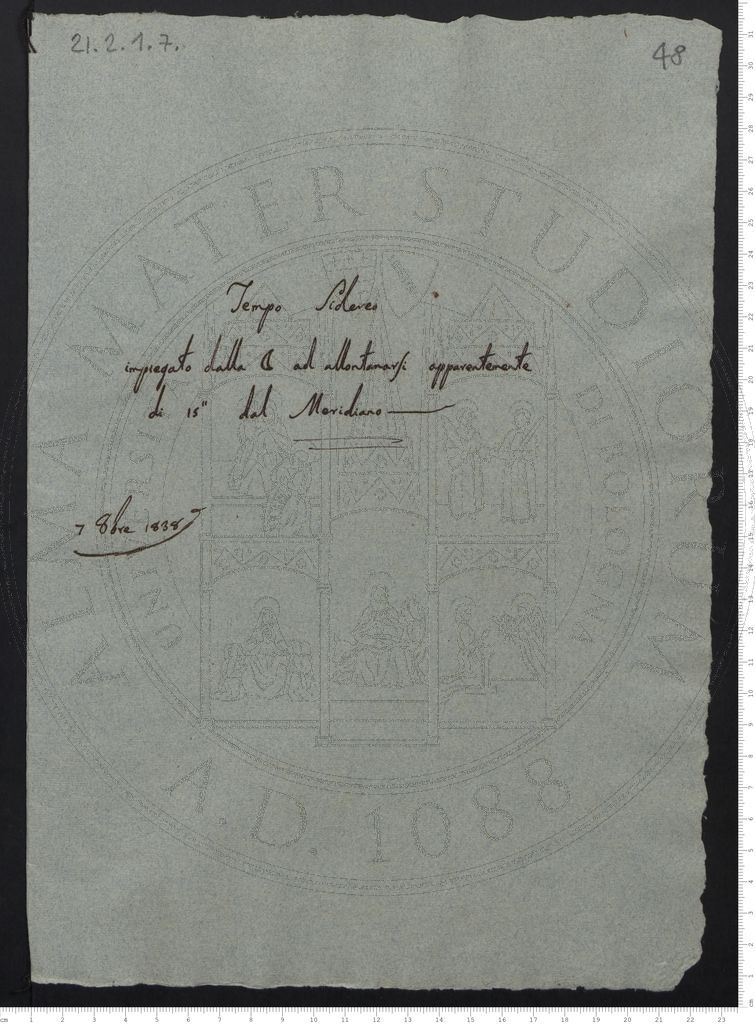 21.2.1.7.
48
Tempo Sidereo
impiegato dalla ☾ ad allontanarsi apparentemente
di 15" dal Meridiano
7 8bre 1838
ALMA MATER STUDIORUM
A.D. 1088
UNIVERSITÀ DI BOLOGNA